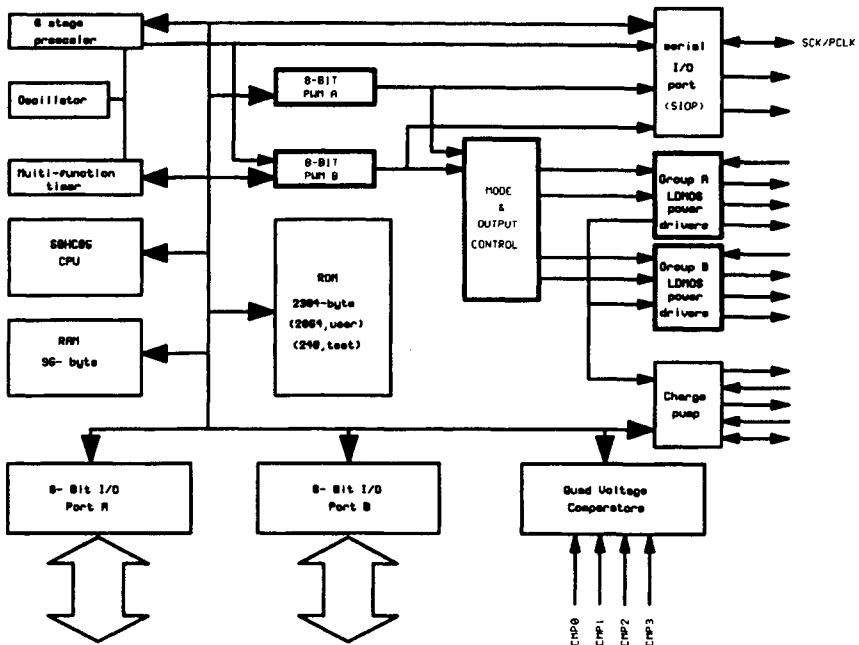 6 stage
prescaler
Oscillator
Multi-function
timer
68HC05
CPU
RAM
96- byte
8-BIT
PWM A
8-BIT
PWM B
ROM
2304-byte
(2064,user)
(240,test)
MODE
&
OUTPUT
CONTROL
serial
I/O
port
(SIOP)
SCK/PCLK
Group A
LDMOS
power
drivers
Group B
LDMOS
power
drivers
Charge
pump
8- Bit I/O
Port A
8- Bit I/O
Port B
Quad Voltage
Comparators
CMP0
CMP1
CMP2
CMP3